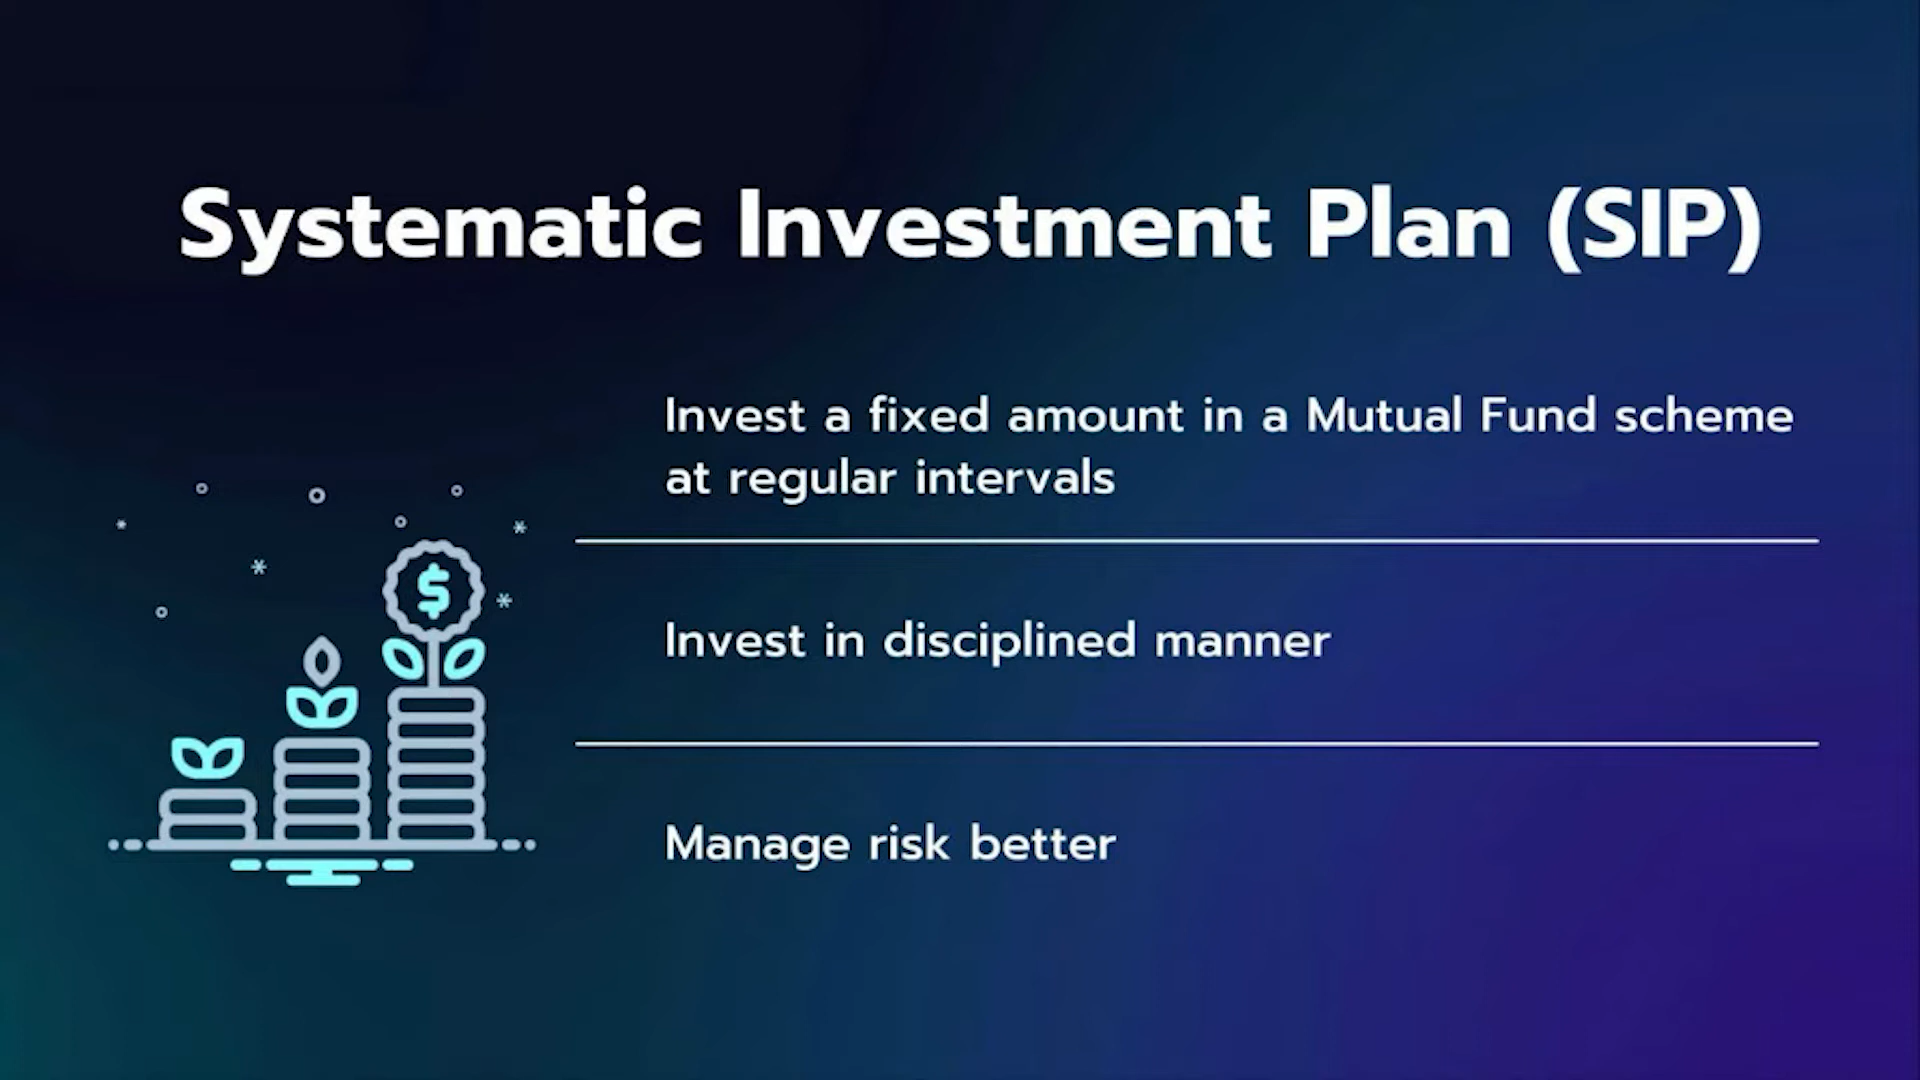 Systematic Investment Plan (SIP)
Invest a fixed amount in a Mutual Fund scheme
at regular intervals
$
Invest in disciplined manner
Manage risk better